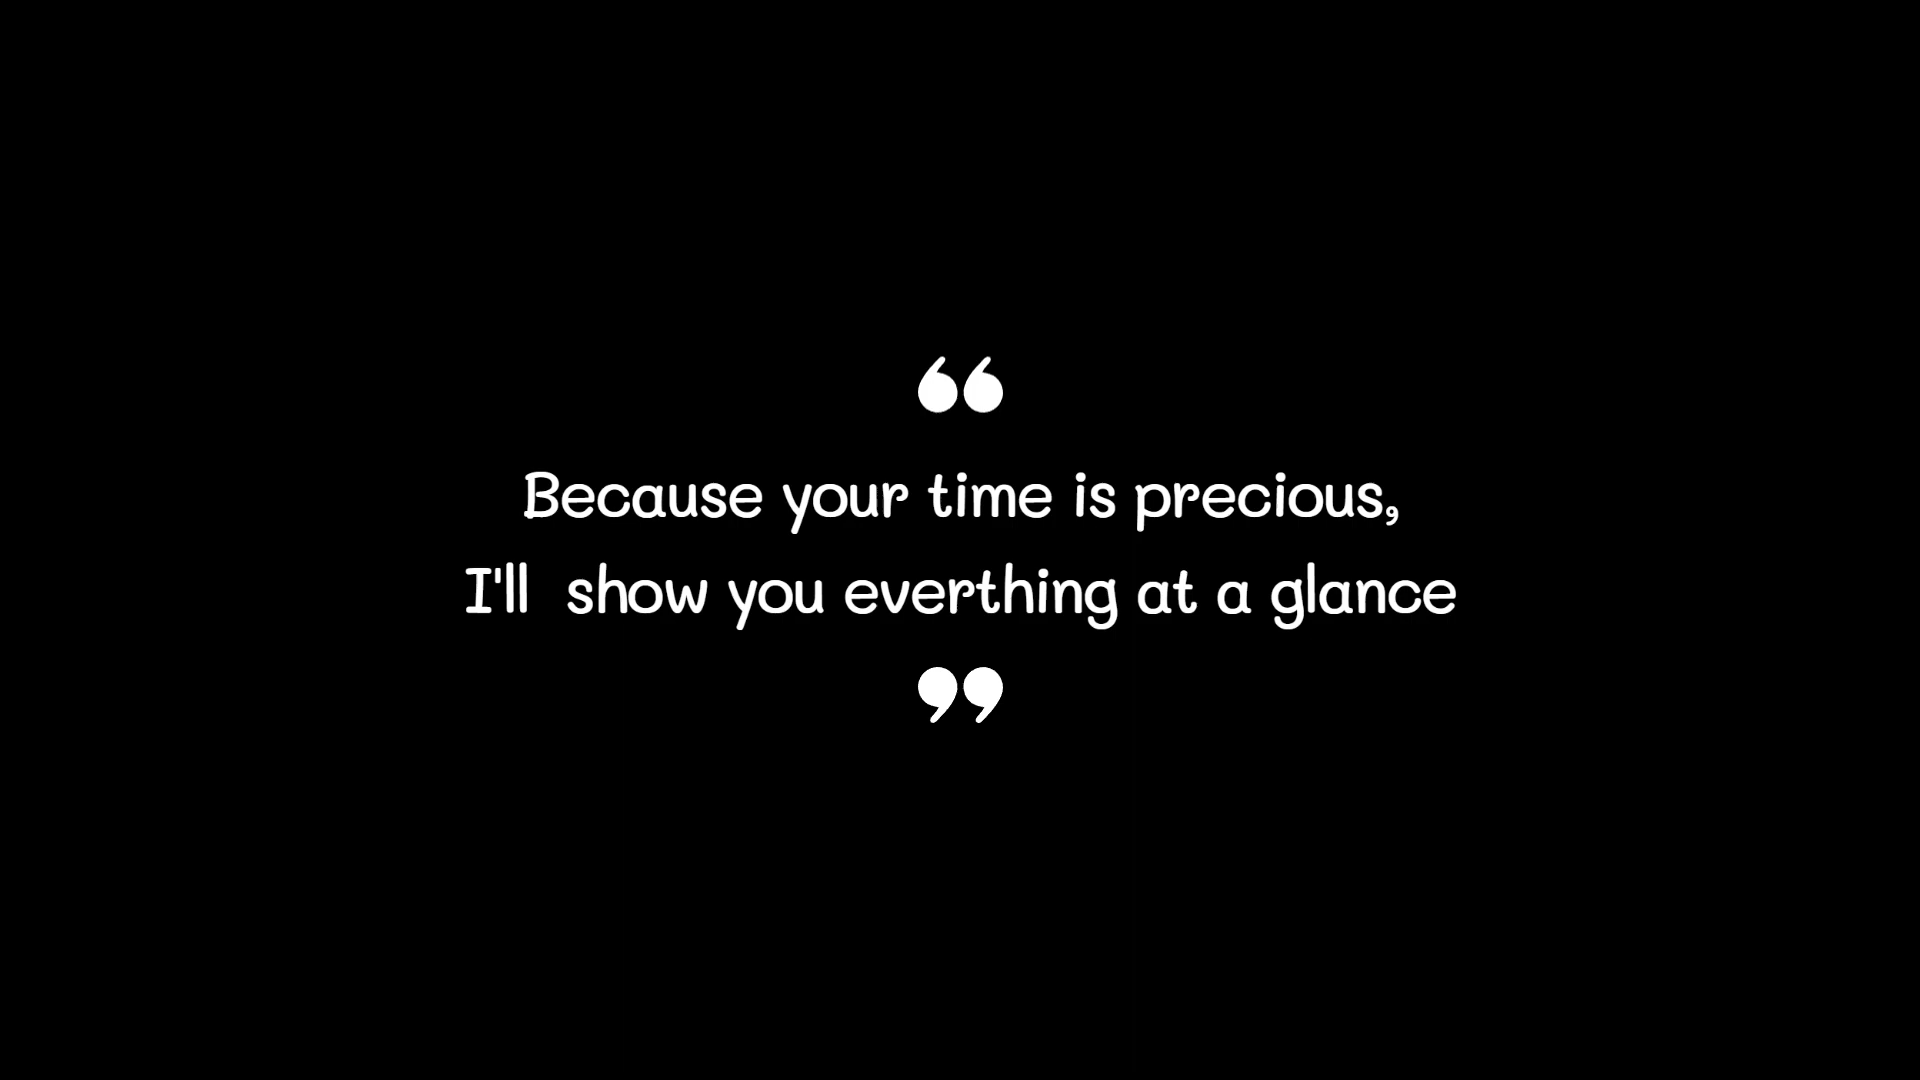 “
Because your time is precious,
I'll  show you everthing at a glance
”